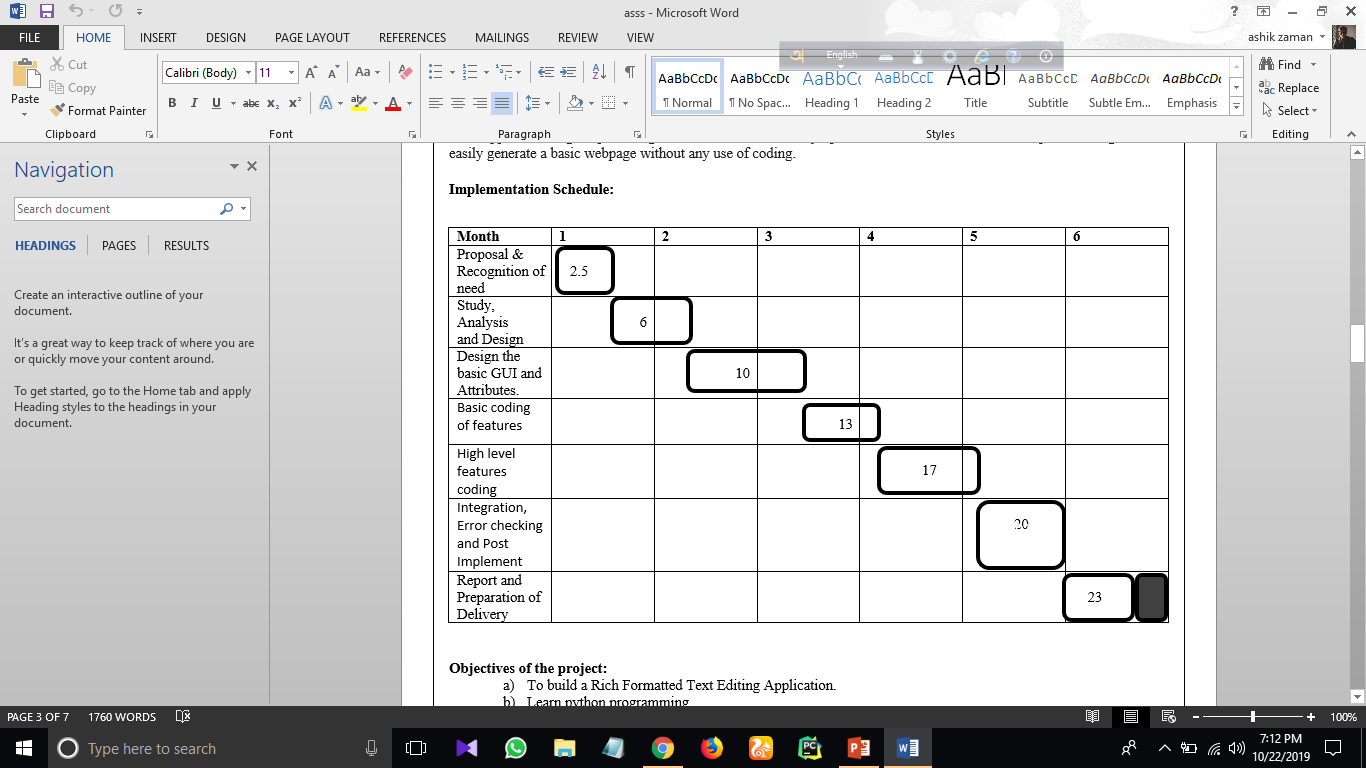 asss - Microsoft Word
FILE HOME INSERT DESIGN PAGE LAYOUT REFERENCES MAILINGS REVIEW VIEW
ashik zaman
English
Paste
Cut
Copy
Format Painter
Calibri (Body) 11
Clipboard Font Paragraph Styles Editing
AaBbCcDc AaBbCcDc AaBbCc AaBbCcD AaB AaBbCcD AaBbCcDc AaBbCcDc
¶ Normal ¶ No Spac... Heading 1 Heading 2 Title Subtitle Subtle Em... Emphasis
Find
Replace
Select
Navigation
Search document
HEADINGS PAGES RESULTS
Create an interactive outline of your
document.
It's a great way to keep track of where you are
or quickly move your content around.
To get started, go to the Home tab and apply
Heading styles to the headings in your
document.
easily generate a basic webpage without any use of coding.
Implementation Schedule:
Month 1 2 3 4 5 6
Proposal &
Recognition of
need
2.5
Study,
Analysis
and Design
6
Design the
basic GUI and
Attributes.
10
Basic coding
of features
13
High level
features
coding
17
Integration,
Error checking
and Post
Implement
20
Report and
Preparation of
Delivery
23
Objectives of the project:
a) To build a Rich Formatted Text Editing Application.
b) Learn python programming
PAGE 3 OF 7 1760 WORDS
100%
Type here to search
7:12 PM
10/22/2019